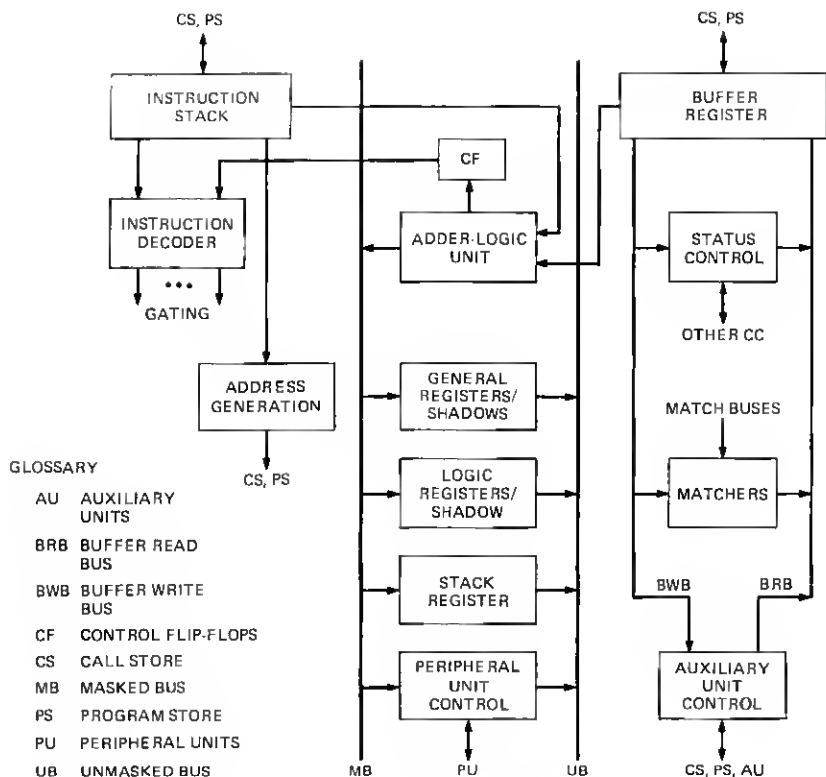 CS, PS
CS, PS
INSTRUCTION
STACK
BUFFER
REGISTER
CF
INSTRUCTION
DECODER
ADDER-LOGIC
UNIT
STATUS
CONTROL
•••
GATING
OTHER CC
ADDRESS
GENERATION
GENERAL
REGISTERS/
SHADOWS
MATCH BUSES
CS, PS
LOGIC
REGISTERS/
SHADOW
MATCHERS
STACK
REGISTER
BWB
BRB
PERIPHERAL
UNIT
CONTROL
AUXILIARY
UNIT
CONTROL
MB
PU
UB
CS, PS, AU
GLOSSARY
AU AUXILIARY
UNITS
BRB BUFFER READ
BUS
BWB BUFFER WRITE
BUS
CF CONTROL FLIP-FLOPS
CS CALL STORE
MB MASKED BUS
PS PROGRAM STORE
PU PERIPHERAL UNITS
UB UNMASKED BUS